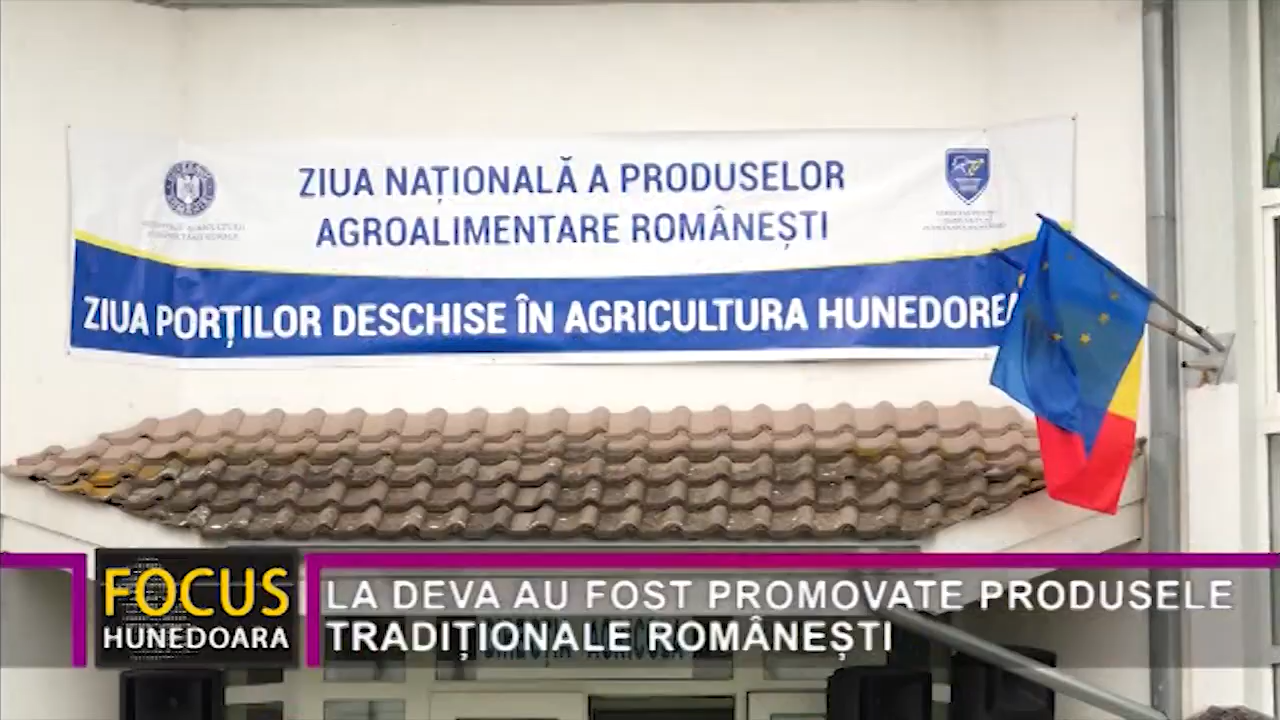 ZIUA NAȚIONALĂ A PRODUSELOR
AGROALIMENTARE ROMÂNEȘTI
ZIUA PORȚILOR DESCHISE ÎN AGRICULTURA HUNEDOREA
FOCUS
HUNEDOARA
LA DEVA AU FOST PROMOVATE PRODUSELE
TRADIȚIONALE ROMÂNEȘTI